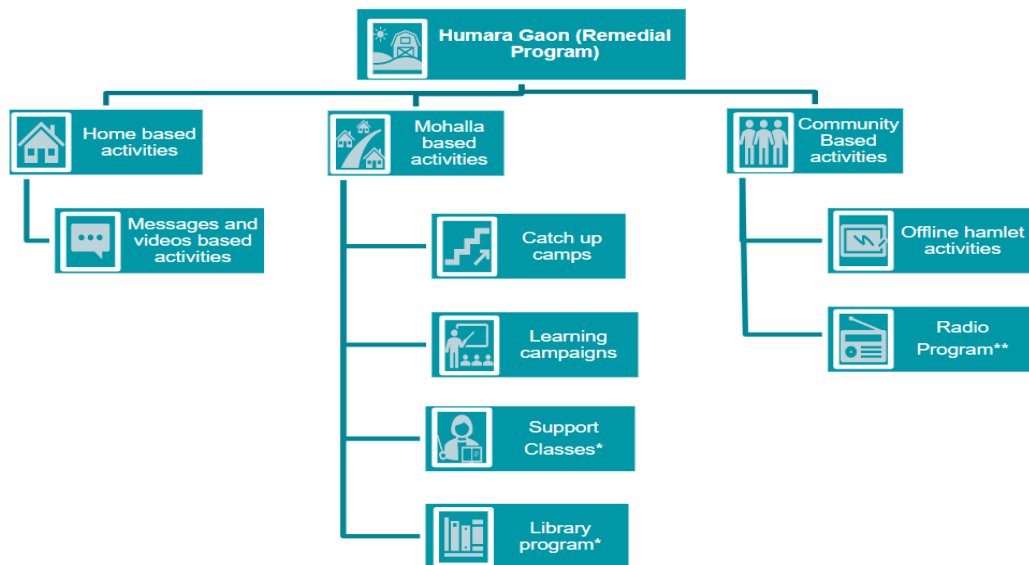 Humara Gaon (Remedial
Program)
Home based
activities
Mohalla
based
activities
Community
Based
activities
Messages and
videos based
activities
Catch up
camps
Offline hamlet
activities
Learning
campaigns
Radio
Program**
Support
Classes*
Library
program*